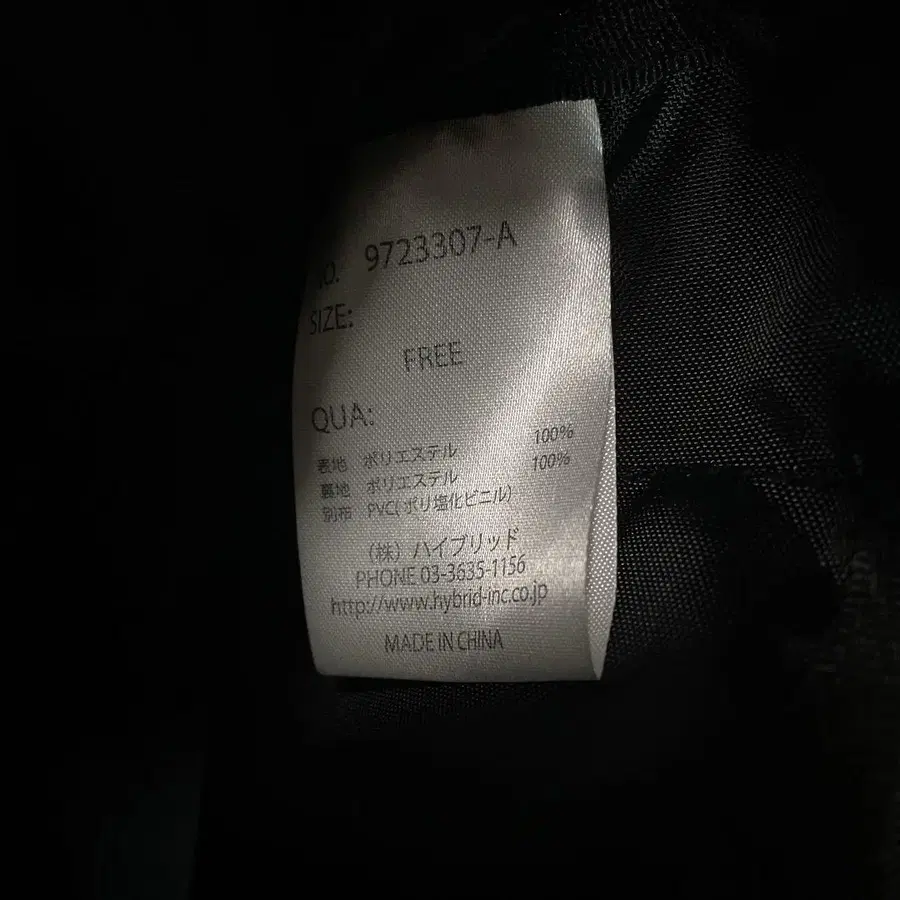 .O. 9723307-A
SIZE:
FREE
QUA:
表地 ポリエステル 100%
裏地 ポリエステル 100%
別布 PVC(ポリ塩化ビニル)
（株）ハイブリッド
PHONE 03-3635-1156
http://www.hybrid-inc.co.jp
MADE IN CHINA